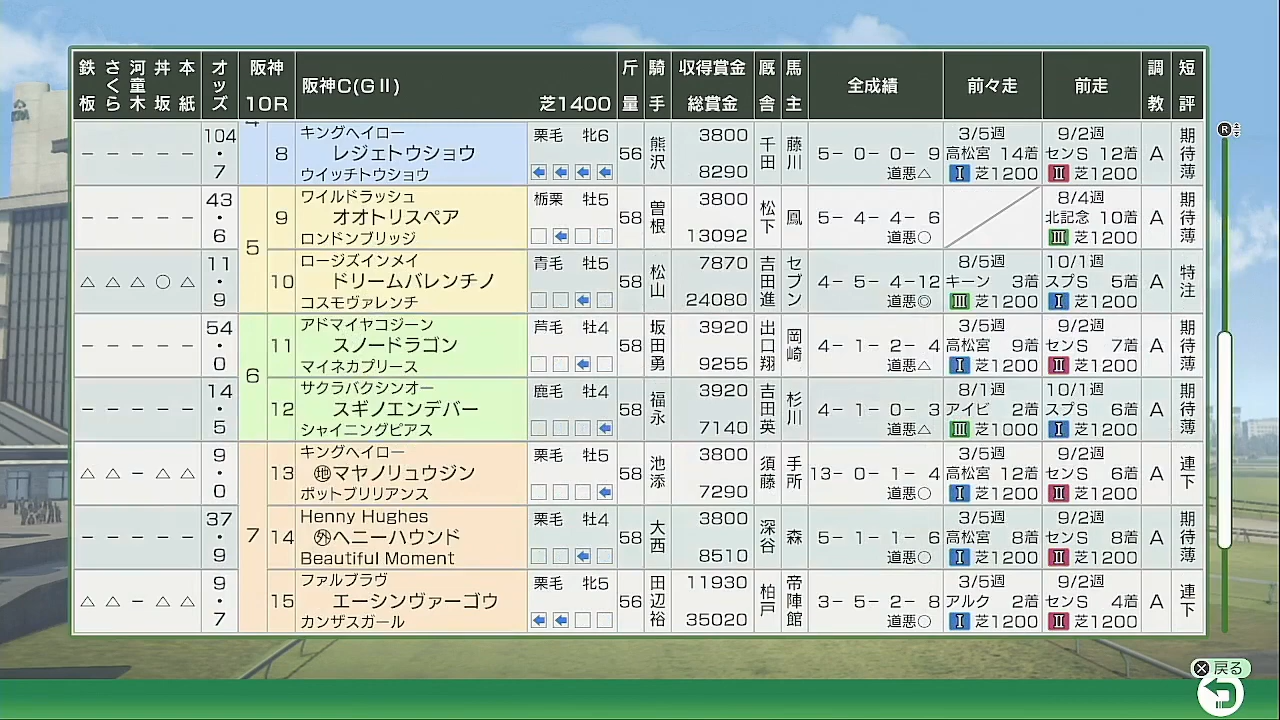 鉄板 さくら 河童木 丼坂 本紙 オッズ 阪神10R 阪神C(GⅡ) 芝1400 斤量 騎手 収得賞金 総賞金 厩舎 馬主 全成績 前々走 前走 調教 短評
－ － － － － 104・7 4 8 キングヘイロー 栗毛 牝6 56 熊沢 3800 千田 藤川 5－0－0－9 3/5週 9/2週 A 期待薄
レジェトウショウ 高松宮 14着 センS 12着
ウイッチトウショウ 8290 道悪△ Ⅰ 芝1200 Ⅱ 芝1200
－ － － － － 43・6 5 9 ワイルドラッシュ 栃栗 牡5 58 曽根 3800 松下 鳳 5－4－4－6 8/4週 A 期待薄
オオトリスペア 北記念 10着
ロンドンブリッジ 13092 道悪○ Ⅲ 芝1200
△ △ △ ○ △ 11・9 10 ロージズインメイ 青毛 牡5 58 松山 7870 吉田進 セブン 4－5－4－12 8/5週 10/1週 A 特注
ドリームバレンチノ キーン 3着 スプS 5着
コスモヴァレンチ 24080 道悪◎ Ⅲ 芝1200 Ⅰ 芝1200
－ － － － － 54・0 6 11 アドマイヤコジーン 芦毛 牡4 58 坂田勇 3920 出口翔 岡崎 4－1－2－4 3/5週 9/2週 A 期待薄
スノードラゴン 高松宮 9着 センS 7着
マイネカプリース 9255 道悪△ Ⅰ 芝1200 Ⅱ 芝1200
－ － － － － 14・5 12 サクラバクシンオー 鹿毛 牡4 58 福永 3920 吉田英 杉川 4－1－0－3 8/1週 10/1週 A 期待薄
スギノエンデバー アイビ 2着 スプS 6着
シャイニングピアス 7140 道悪△ Ⅲ 芝1000 Ⅰ 芝1200
△ △ － △ △ 9・0 7 13 キングヘイロー 栗毛 牡5 58 池添 3800 須藤 手所 13－0－1－4 3/5週 9/2週 A 連下
㊉マヤノリュウジン 高松宮 12着 センS 6着
ポットブリリアンス 7290 道悪○ Ⅰ 芝1200 Ⅱ 芝1200
－ － － － － 37・9 14 Henny Hughes 栗毛 牡4 58 大西 3800 深谷 森 5－1－1－6 3/5週 9/2週 A 期待薄
外ヘニーハウンド 高松宮 8着 センS 8着
Beautiful Moment 8510 道悪○ Ⅰ 芝1200 Ⅱ 芝1200
△ △ － △ △ 9・7 15 ファルブラヴ 栗毛 牝5 56 田辺裕 11930 柏戸 帝陣館 3－5－2－8 3/5週 9/2週 A 連下
エーシンヴァーゴウ アルク 2着 センS 4着
カンザスガール 35020 道悪○ Ⅰ 芝1200 Ⅱ 芝1200
R
戻る